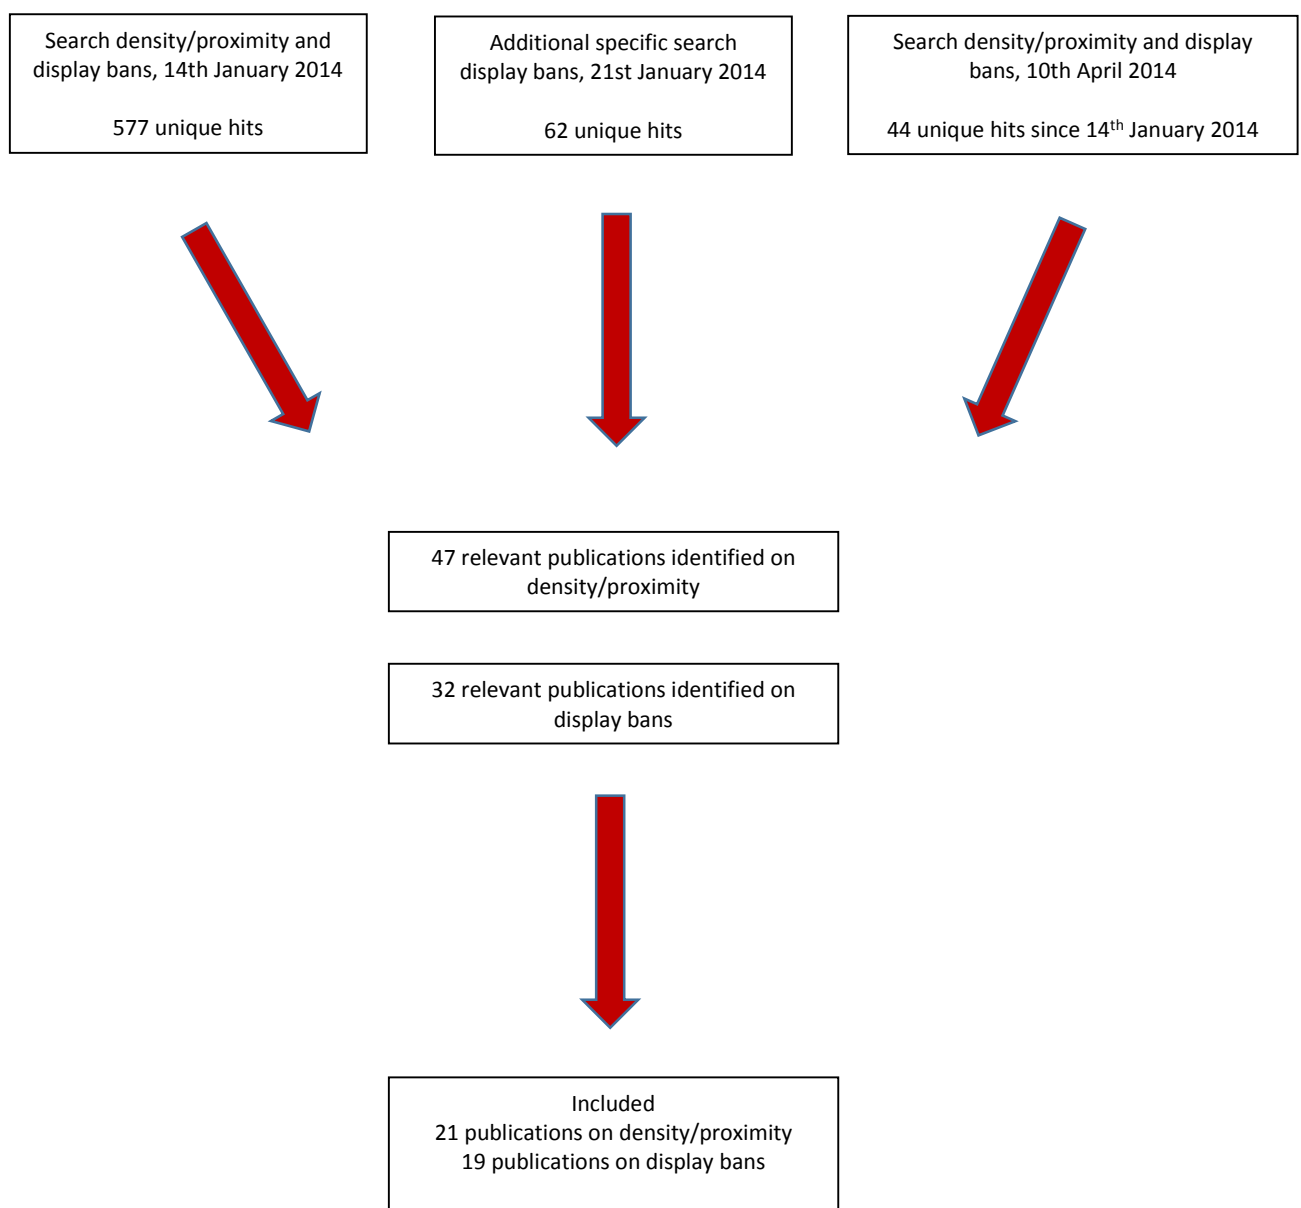 Search density/proximity and
display bans, 14th January 2014
577 unique hits
Additional specific search
display bans, 21st January 2014
62 unique hits
Search density/proximity and display
bans, 10th April 2014
44 unique hits since 14th January 2014
47 relevant publications identified on
density/proximity
32 relevant publications identified on
display bans
Included
21 publications on density/proximity
19 publications on display bans